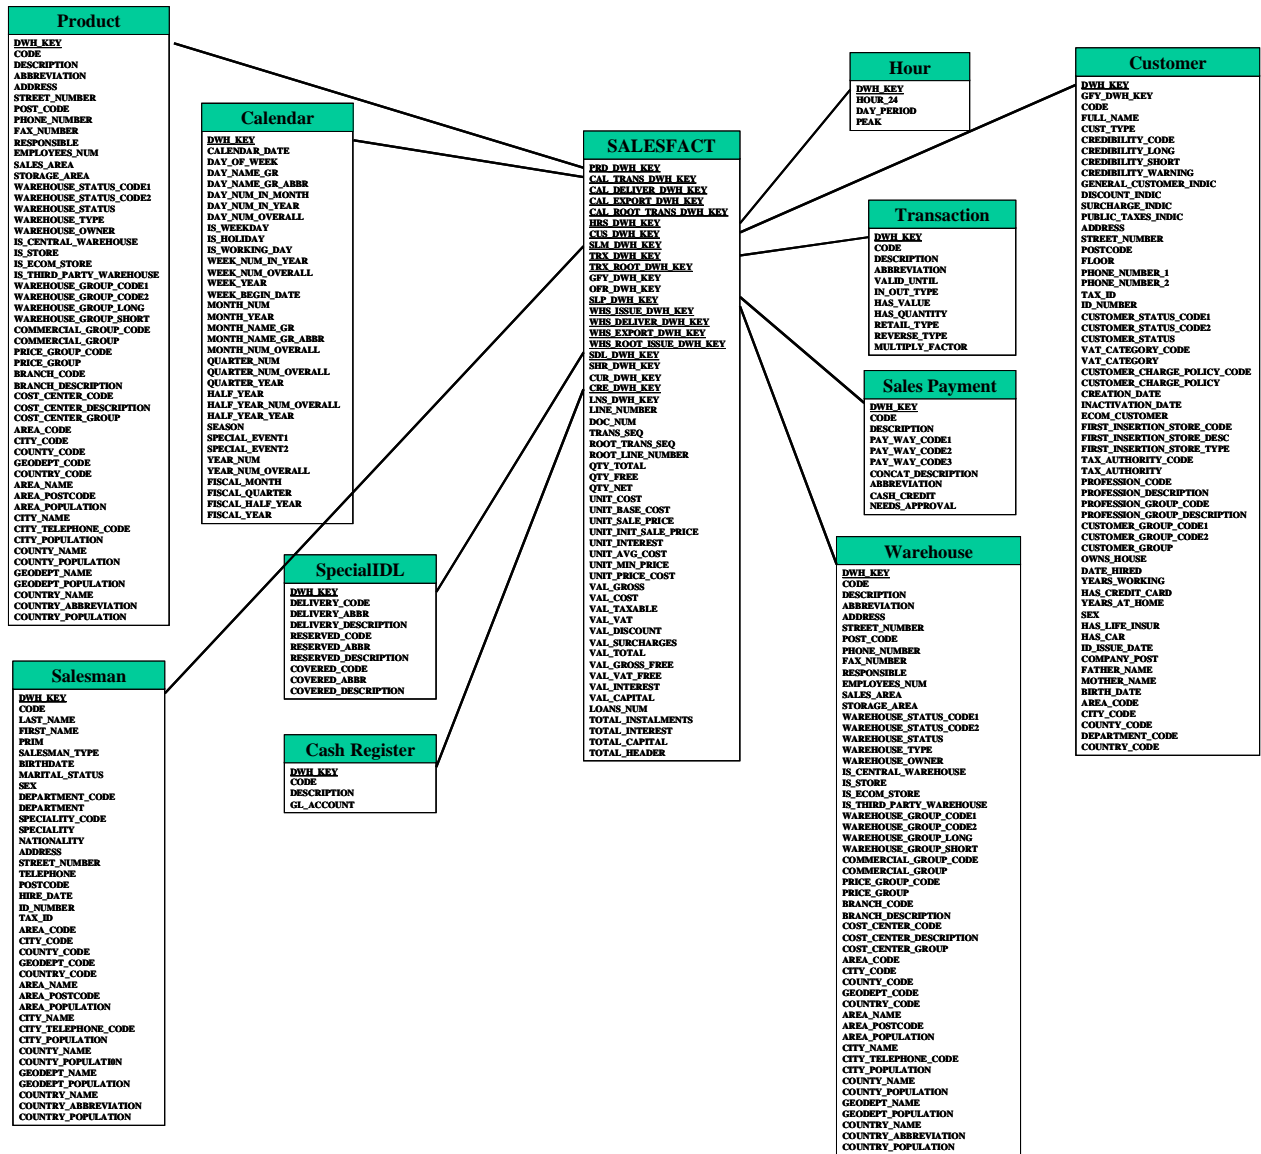 Product
DWH_KEY
CODE
DESCRIPTION
ABBREVIATION
ADDRESS
STREET_NUMBER
POST_CODE
PHONE_NUMBER
FAX_NUMBER
RESPONSIBLE
EMPLOYEES_NUM
SALES_AREA
STORAGE_AREA
WAREHOUSE_STATUS_CODE1
WAREHOUSE_STATUS_CODE2
WAREHOUSE_STATUS
WAREHOUSE_TYPE
WAREHOUSE_OWNER
IS_CENTRAL_WAREHOUSE
IS_STORE
IS_ECOM_STORE
IS_THIRD_PARTY_WAREHOUSE
WAREHOUSE_GROUP_CODE1
WAREHOUSE_GROUP_CODE2
WAREHOUSE_GROUP_LONG
WAREHOUSE_GROUP_SHORT
COMMERCIAL_GROUP_CODE
COMMERCIAL_GROUP
PRICE_GROUP_CODE
PRICE_GROUP
BRANCH_CODE
BRANCH_DESCRIPTION
COST_CENTER_CODE
COST_CENTER_DESCRIPTION
COST_CENTER_GROUP
AREA_CODE
CITY_CODE
COUNTY_CODE
GEODEPT_CODE
COUNTRY_CODE
AREA_NAME
AREA_POSTCODE
AREA_POPULATION
CITY_NAME
CITY_TELEPHONE_CODE
CITY_POPULATION
COUNTY_NAME
COUNTY_POPULATION
GEODEPT_NAME
GEODEPT_POPULATION
COUNTRY_NAME
COUNTRY_ABBREVIATION
COUNTRY_POPULATION
Calendar
DWH_KEY
CALENDAR_DATE
DAY_OF_WEEK
DAY_NAME_GR
DAY_NAME_GR_ABBR
DAY_NUM_IN_MONTH
DAY_NUM_IN_YEAR
DAY_NUM_OVERALL
IS_WEEKDAY
IS_HOLIDAY
IS_WORKING_DAY
WEEK_NUM_IN_YEAR
WEEK_NUM_OVERALL
WEEK_YEAR
WEEK_BEGIN_DATE
MONTH_NUM
MONTH_YEAR
MONTH_NAME_GR
MONTH_NAME_GR_ABBR
MONTH_NUM_OVERALL
QUARTER_NUM
QUARTER_NUM_OVERALL
QUARTER_YEAR
HALF_YEAR
HALF_YEAR_NUM_OVERALL
HALF_YEAR_YEAR
SEASON
SPECIAL_EVENT1
SPECIAL_EVENT2
YEAR_NUM
YEAR_NUM_OVERALL
FISCAL_MONTH
FISCAL_QUARTER
FISCAL_HALF_YEAR
FISCAL_YEAR
SALESFACT
PRD_DWH_KEY
CAL_TRANS_DWH_KEY
CAL_DELIVER_DWH_KEY
CAL_EXPORT_DWH_KEY
CAL_ROOT_TRANS_DWH_KEY
HRS_DWH_KEY
CUS_DWH_KEY
SLM_DWH_KEY
TRX_DWH_KEY
TRX_ROOT_DWH_KEY
GFY_DWH_KEY
OFR_DWH_KEY
SLP_DWH_KEY
WHS_ISSUE_DWH_KEY
WHS_DELIVER_DWH_KEY
WHS_EXPORT_DWH_KEY
WHS_ROOT_ISSUE_DWH_KEY
SDL_DWH_KEY
SHR_DWH_KEY
CUR_DWH_KEY
CRE_DWH_KEY
LNS_DWH_KEY
LINE_NUMBER
DOC_NUM
TRANS_SEQ
ROOT_TRANS_SEQ
ROOT_LINE_NUMBER
QTY_TOTAL
QTY_FREE
QTY_NET
UNIT_COST
UNIT_BASE_COST
UNIT_SALE_PRICE
UNIT_INIT_SALE_PRICE
UNIT_INTEREST
UNIT_AVG_COST
UNIT_MIN_PRICE
UNIT_PRICE_COST
VAL_GROSS
VAL_COST
VAL_TAXABLE
VAL_VAT
VAL_DISCOUNT
VAL_SURCHARGES
VAL_TOTAL
VAL_GROSS_FREE
VAL_VAT_FREE
VAL_INTEREST
VAL_CAPITAL
LOANS_NUM
TOTAL_INSTALMENTS
TOTAL_INTEREST
TOTAL_CAPITAL
TOTAL_HEADER
Hour
DWH_KEY
HOUR_24
DAY_PERIOD
PEAK
Customer
DWH_KEY
GFY_DWH_KEY
CODE
FULL_NAME
CUST_TYPE
CREDIBILITY_CODE
CREDIBILITY_LONG
CREDIBILITY_SHORT
CREDIBILITY_WARNING
GENERAL_CUSTOMER_INDIC
DISCOUNT_INDIC
SURCHARGE_INDIC
PUBLIC_TAXES_INDIC
ADDRESS
STREET_NUMBER
POSTCODE
FLOOR
PHONE_NUMBER_1
PHONE_NUMBER_2
TAX_ID
ID_NUMBER
CUSTOMER_STATUS_CODE1
CUSTOMER_STATUS_CODE2
CUSTOMER_STATUS
VAT_CATEGORY_CODE
VAT_CATEGORY
CUSTOMER_CHARGE_POLICY_CODE
CUSTOMER_CHARGE_POLICY
CREATION_DATE
INACTIVATION_DATE
ECOM_CUSTOMER
FIRST_INSERTION_STORE_CODE
FIRST_INSERTION_STORE_DESC
FIRST_INSERTION_STORE_TYPE
TAX_AUTHORITY_CODE
TAX_AUTHORITY
PROFESSION_CODE
PROFESSION_DESCRIPTION
PROFESSION_GROUP_CODE
PROFESSION_GROUP_DESCRIPTION
CUSTOMER_GROUP_CODE1
CUSTOMER_GROUP_CODE2
CUSTOMER_GROUP
OWNS_HOUSE
DATE_HIRED
YEARS_WORKING
HAS_CREDIT_CARD
YEARS_AT_HOME
SEX
HAS_LIFE_INSUR
HAS_CAR
ID_ISSUE_DATE
COMPANY_POST
FATHER_NAME
MOTHER_NAME
BIRTH_DATE
AREA_CODE
CITY_CODE
COUNTY_CODE
DEPARTMENT_CODE
COUNTRY_CODE
Transaction
DWH_KEY
CODE
DESCRIPTION
ABBREVIATION
VALID_UNTIL
IN_OUT_TYPE
HAS_VALUE
HAS_QUANTITY
RETAIL_TYPE
REVERSE_TYPE
MULTIPLY_FACTOR
Sales Payment
DWH_KEY
CODE
DESCRIPTION
PAY_WAY_CODE1
PAY_WAY_CODE2
PAY_WAY_CODE3
CONCAT_DESCRIPTION
ABBREVIATION
CASH_CREDIT
NEEDS_APPROVAL
Warehouse
DWH_KEY
CODE
DESCRIPTION
ABBREVIATION
ADDRESS
STREET_NUMBER
POST_CODE
PHONE_NUMBER
FAX_NUMBER
RESPONSIBLE
EMPLOYEES_NUM
SALES_AREA
STORAGE_AREA
WAREHOUSE_STATUS_CODE1
WAREHOUSE_STATUS_CODE2
WAREHOUSE_STATUS
WAREHOUSE_TYPE
WAREHOUSE_OWNER
IS_CENTRAL_WAREHOUSE
IS_STORE
IS_ECOM_STORE
IS_THIRD_PARTY_WAREHOUSE
WAREHOUSE_GROUP_CODE1
WAREHOUSE_GROUP_CODE2
WAREHOUSE_GROUP_LONG
WAREHOUSE_GROUP_SHORT
COMMERCIAL_GROUP_CODE
COMMERCIAL_GROUP
PRICE_GROUP_CODE
PRICE_GROUP
BRANCH_CODE
BRANCH_DESCRIPTION
COST_CENTER_CODE
COST_CENTER_DESCRIPTION
COST_CENTER_GROUP
AREA_CODE
CITY_CODE
COUNTY_CODE
GEODEPT_CODE
COUNTRY_CODE
AREA_NAME
AREA_POSTCODE
AREA_POPULATION
CITY_NAME
CITY_TELEPHONE_CODE
CITY_POPULATION
COUNTY_NAME
COUNTY_POPULATION
GEODEPT_NAME
GEODEPT_POPULATION
COUNTRY_NAME
COUNTRY_ABBREVIATION
COUNTRY_POPULATION
SpecialIDL
DWH_KEY
DELIVERY_CODE
DELIVERY_ABBR
DELIVERY_DESCRIPTION
RESERVED_CODE
RESERVED_ABBR
RESERVED_DESCRIPTION
COVERED_CODE
COVERED_ABBR
COVERED_DESCRIPTION
Cash Register
DWH_KEY
CODE
DESCRIPTION
GL_ACCOUNT
Salesman
DWH_KEY
CODE
LAST_NAME
FIRST_NAME
PRIM
SALESMAN_TYPE
BIRTHDATE
MARITAL_STATUS
SEX
DEPARTMENT_CODE
DEPARTMENT
SPECIALITY_CODE
SPECIALITY
NATIONALITY
ADDRESS
STREET_NUMBER
TELEPHONE
POSTCODE
HIRE_DATE
ID_NUMBER
TAX_ID
AREA_CODE
CITY_CODE
COUNTY_CODE
GEODEPT_CODE
COUNTRY_CODE
AREA_NAME
AREA_POSTCODE
AREA_POPULATION
CITY_NAME
CITY_TELEPHONE_CODE
CITY_POPULATION
COUNTY_NAME
COUNTY_POPULATI0N
GEODEPT_NAME
GEODEPT_POPULATION
COUNTRY_NAME
COUNTRY_ABBREVIATION
COUNTRY_POPULATION